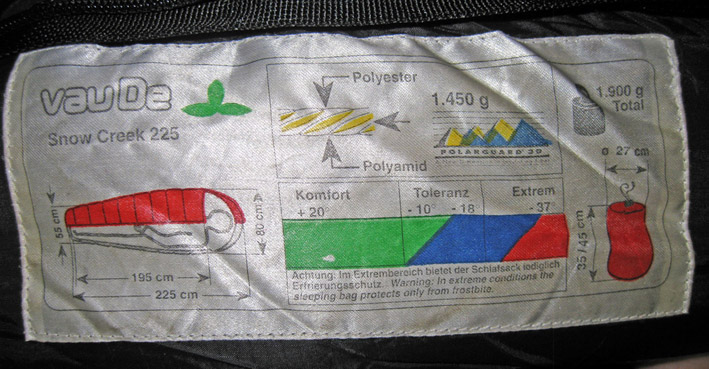 vauDe
Snow Creek 225
Polyester
Polyamid
1.450 g
POLARGUARD 3D
1.900 g
Total
ø 27 cm
35 / 45 cm
55 cm
80 cm
195 cm
225 cm
Komfort Toleranz Extrem
+ 20° - 10° - 18 - 37°
Achtung: Im Extrembereich bietet der Schlafsack lediglich
Erfrierungsschutz. Warning: In extreme conditions the
sleeping bag protects only from frostbite.